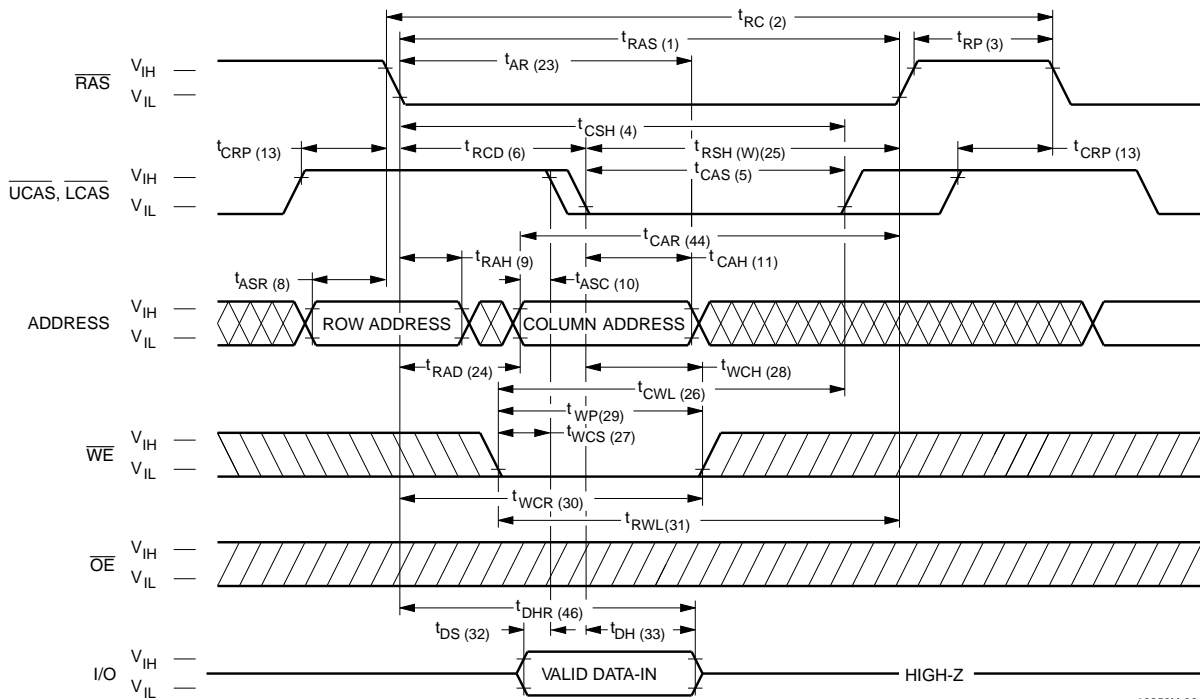 tRC (2)
tRAS (1)
tRP (3)
tAR (23)
RAS
VIH
VIL
tCSH (4)
tCRP (13)
tRCD (6)
tRSH (W)(25)
tCRP (13)
tCAS (5)
UCAS, LCAS
VIH
VIL
tCAR (44)
tRAH (9)
tCAH (11)
tASR (8)
tASC (10)
ADDRESS
VIH
VIL
ROW ADDRESS
COLUMN ADDRESS
tRAD (24)
tWCH (28)
tCWL (26)
tWP(29)
tWCS (27)
WE
VIH
VIL
tWCR (30)
tRWL(31)
OE
VIH
VIL
tDHR (46)
tDS (32)
tDH (33)
I/O
VIH
VIL
VALID DATA-IN
HIGH-Z